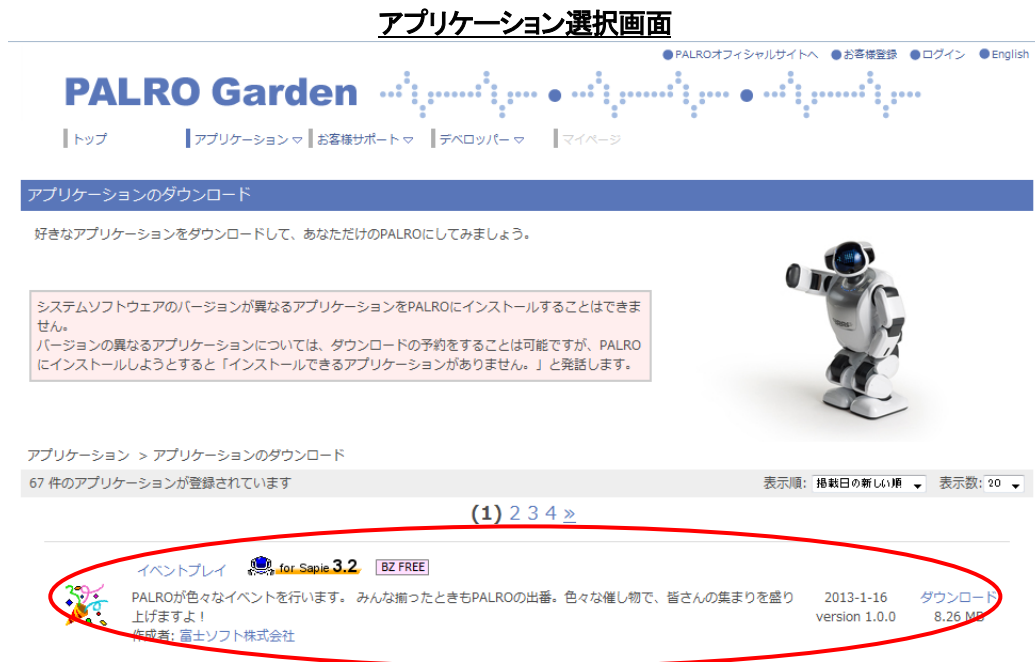 アプリケーション選択画面
●PALROオフィシャルサイトへ ●お客様登録 ●ログイン ●English
PALRO Garden
トップ アプリケーション ▽ お客様サポート ▽ デベロッパー ▽ マイページ
アプリケーションのダウンロード
好きなアプリケーションをダウンロードして、あなただけのPALROにしてみましょう。
システムソフトウェアのバージョンが異なるアプリケーションをPALROにインストールすることはできま
せん。
バージョンの異なるアプリケーションについては、ダウンロードの予約をすることは可能ですが、PALRO
にインストールしようとすると「インストールできるアプリケーションがありません。」と発話します。
アプリケーション > アプリケーションのダウンロード
67 件のアプリケーションが登録されています 表示順: 掲載日の新しい順 表示数: 20
(1) 2 3 4 »
イベントプレイ for Sapie 3.2 BZ FREE
PALROが色々なイベントを行います。 みんな揃ったときもPALROの出番。色々な催し物で、皆さんの集まりを盛り 2013-1-16 ダウンロード
上げますよ! version 1.0.0 8.26 MB
作成者: 富士ソフト株式会社